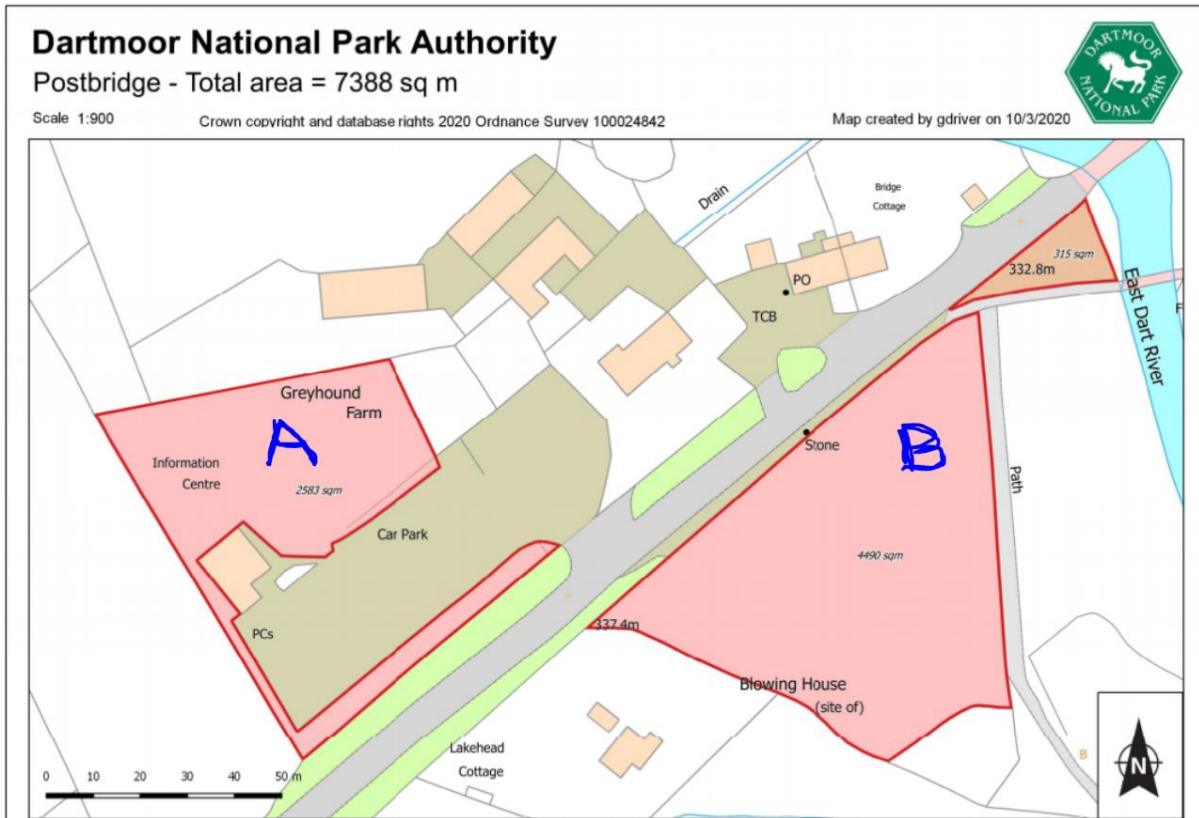 Dartmoor National Park Authority
Postbridge - Total area = 7388 sq m
Scale 1:900
Crown copyright and database rights 2020 Ordnance Survey 100024842
Map created by gdriver on 10/3/2020
DARTMOOR
NATIONAL PARK
Drain
Bridge
Cottage
315 sqm
332.8m
PO
TCB
East Dart River
Greyhound
Farm
A
Information
Centre
2583 sqm
Car Park
PCs
Stone
B
Path
4490 sqm
337.4m
Blowing House
(site of)
Lakehead
Cottage
B
N
0 10 20 30 40 50 m